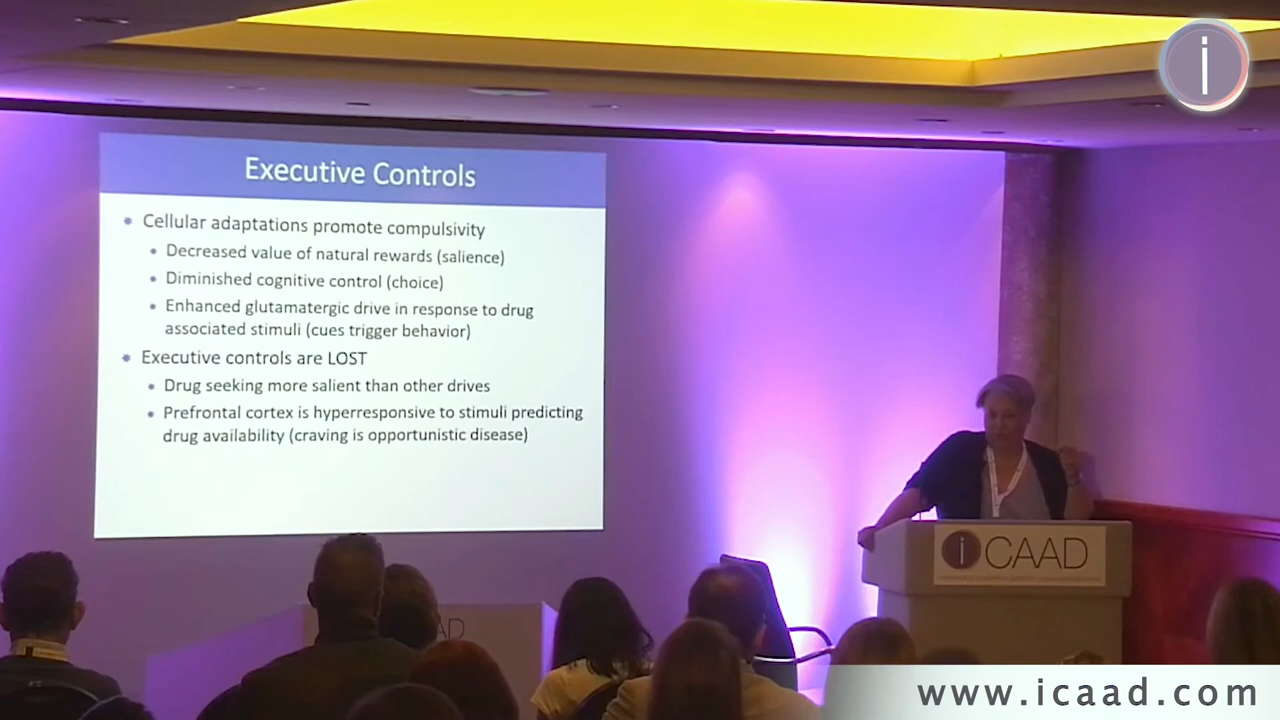 i
Executive Controls
Cellular adaptations promote compulsivity
Decreased value of natural rewards (salience)
Diminished cognitive control (choice)
Enhanced glutamatergic drive in response to drug
associated stimuli (cues trigger behavior)
Executive controls are LOST
Drug seeking more salient than other drives
Prefrontal cortex is hyperresponsive to stimuli predicting
drug availability (craving is opportunistic disease)
i CAAD
AD
www.icaad.com